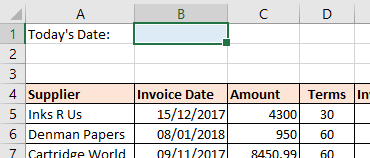 A B C D
1 Today's Date:
2
3
4 Supplier Invoice Date Amount Terms
5 Inks R Us 15/12/2017 4300 30
6 Denman Papers 08/01/2018 950 60
7 Cartridge World 09/11/2017 8450.99 60